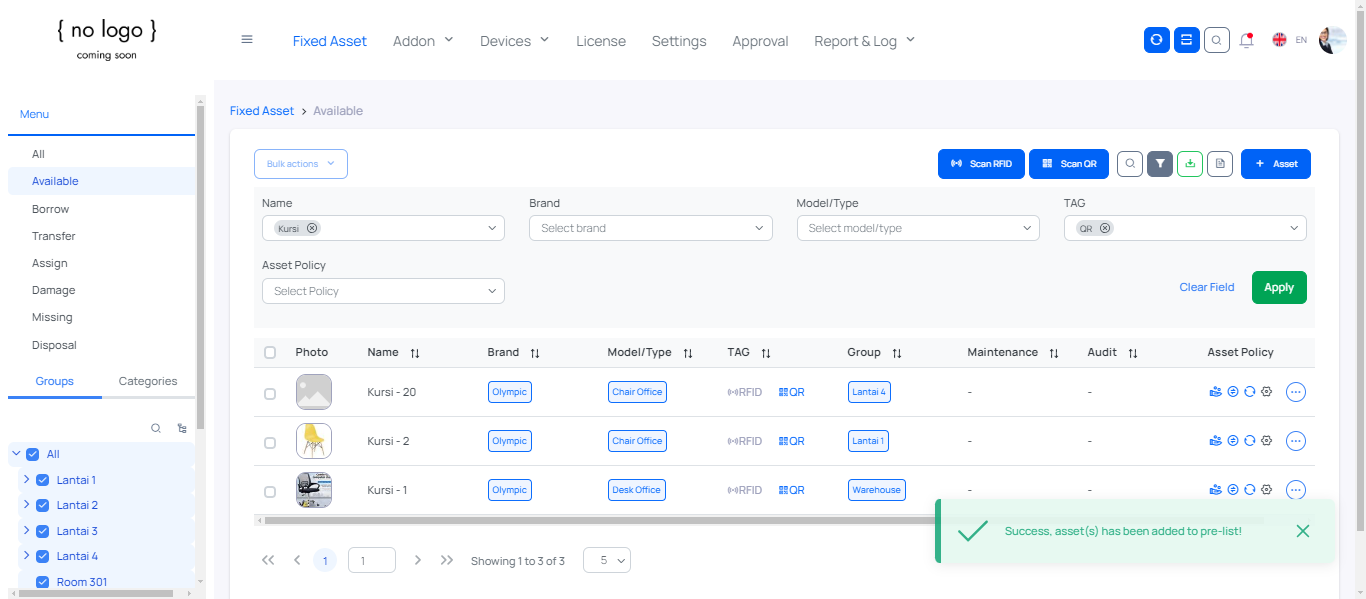 { no logo }
coming soon
Fixed Asset Addon Devices License Settings Approval Report & Log EN
Menu
All
Available
Borrow
Transfer
Assign
Damage
Missing
Disposal
Groups Categories
All
Lantai 1
Lantai 2
Lantai 3
Lantai 4
Room 301
Fixed Asset > Available
Bulk actions Scan RFID Scan QR + Asset
Name Brand Model/Type TAG
Kursi Select brand Select model/type QR
Asset Policy
Select Policy Clear Field Apply
Photo Name Brand Model/Type TAG Group Maintenance Audit Asset Policy
Kursi - 20 Olympic Chair Office RFID QR Lantai 4 - -
Kursi - 2 Olympic Chair Office RFID QR Lantai 1 - -
Kursi - 1 Olympic Desk Office RFID QR Warehouse - -
Success, asset(s) has been added to pre-list!
1 1 Showing 1 to 3 of 3 5